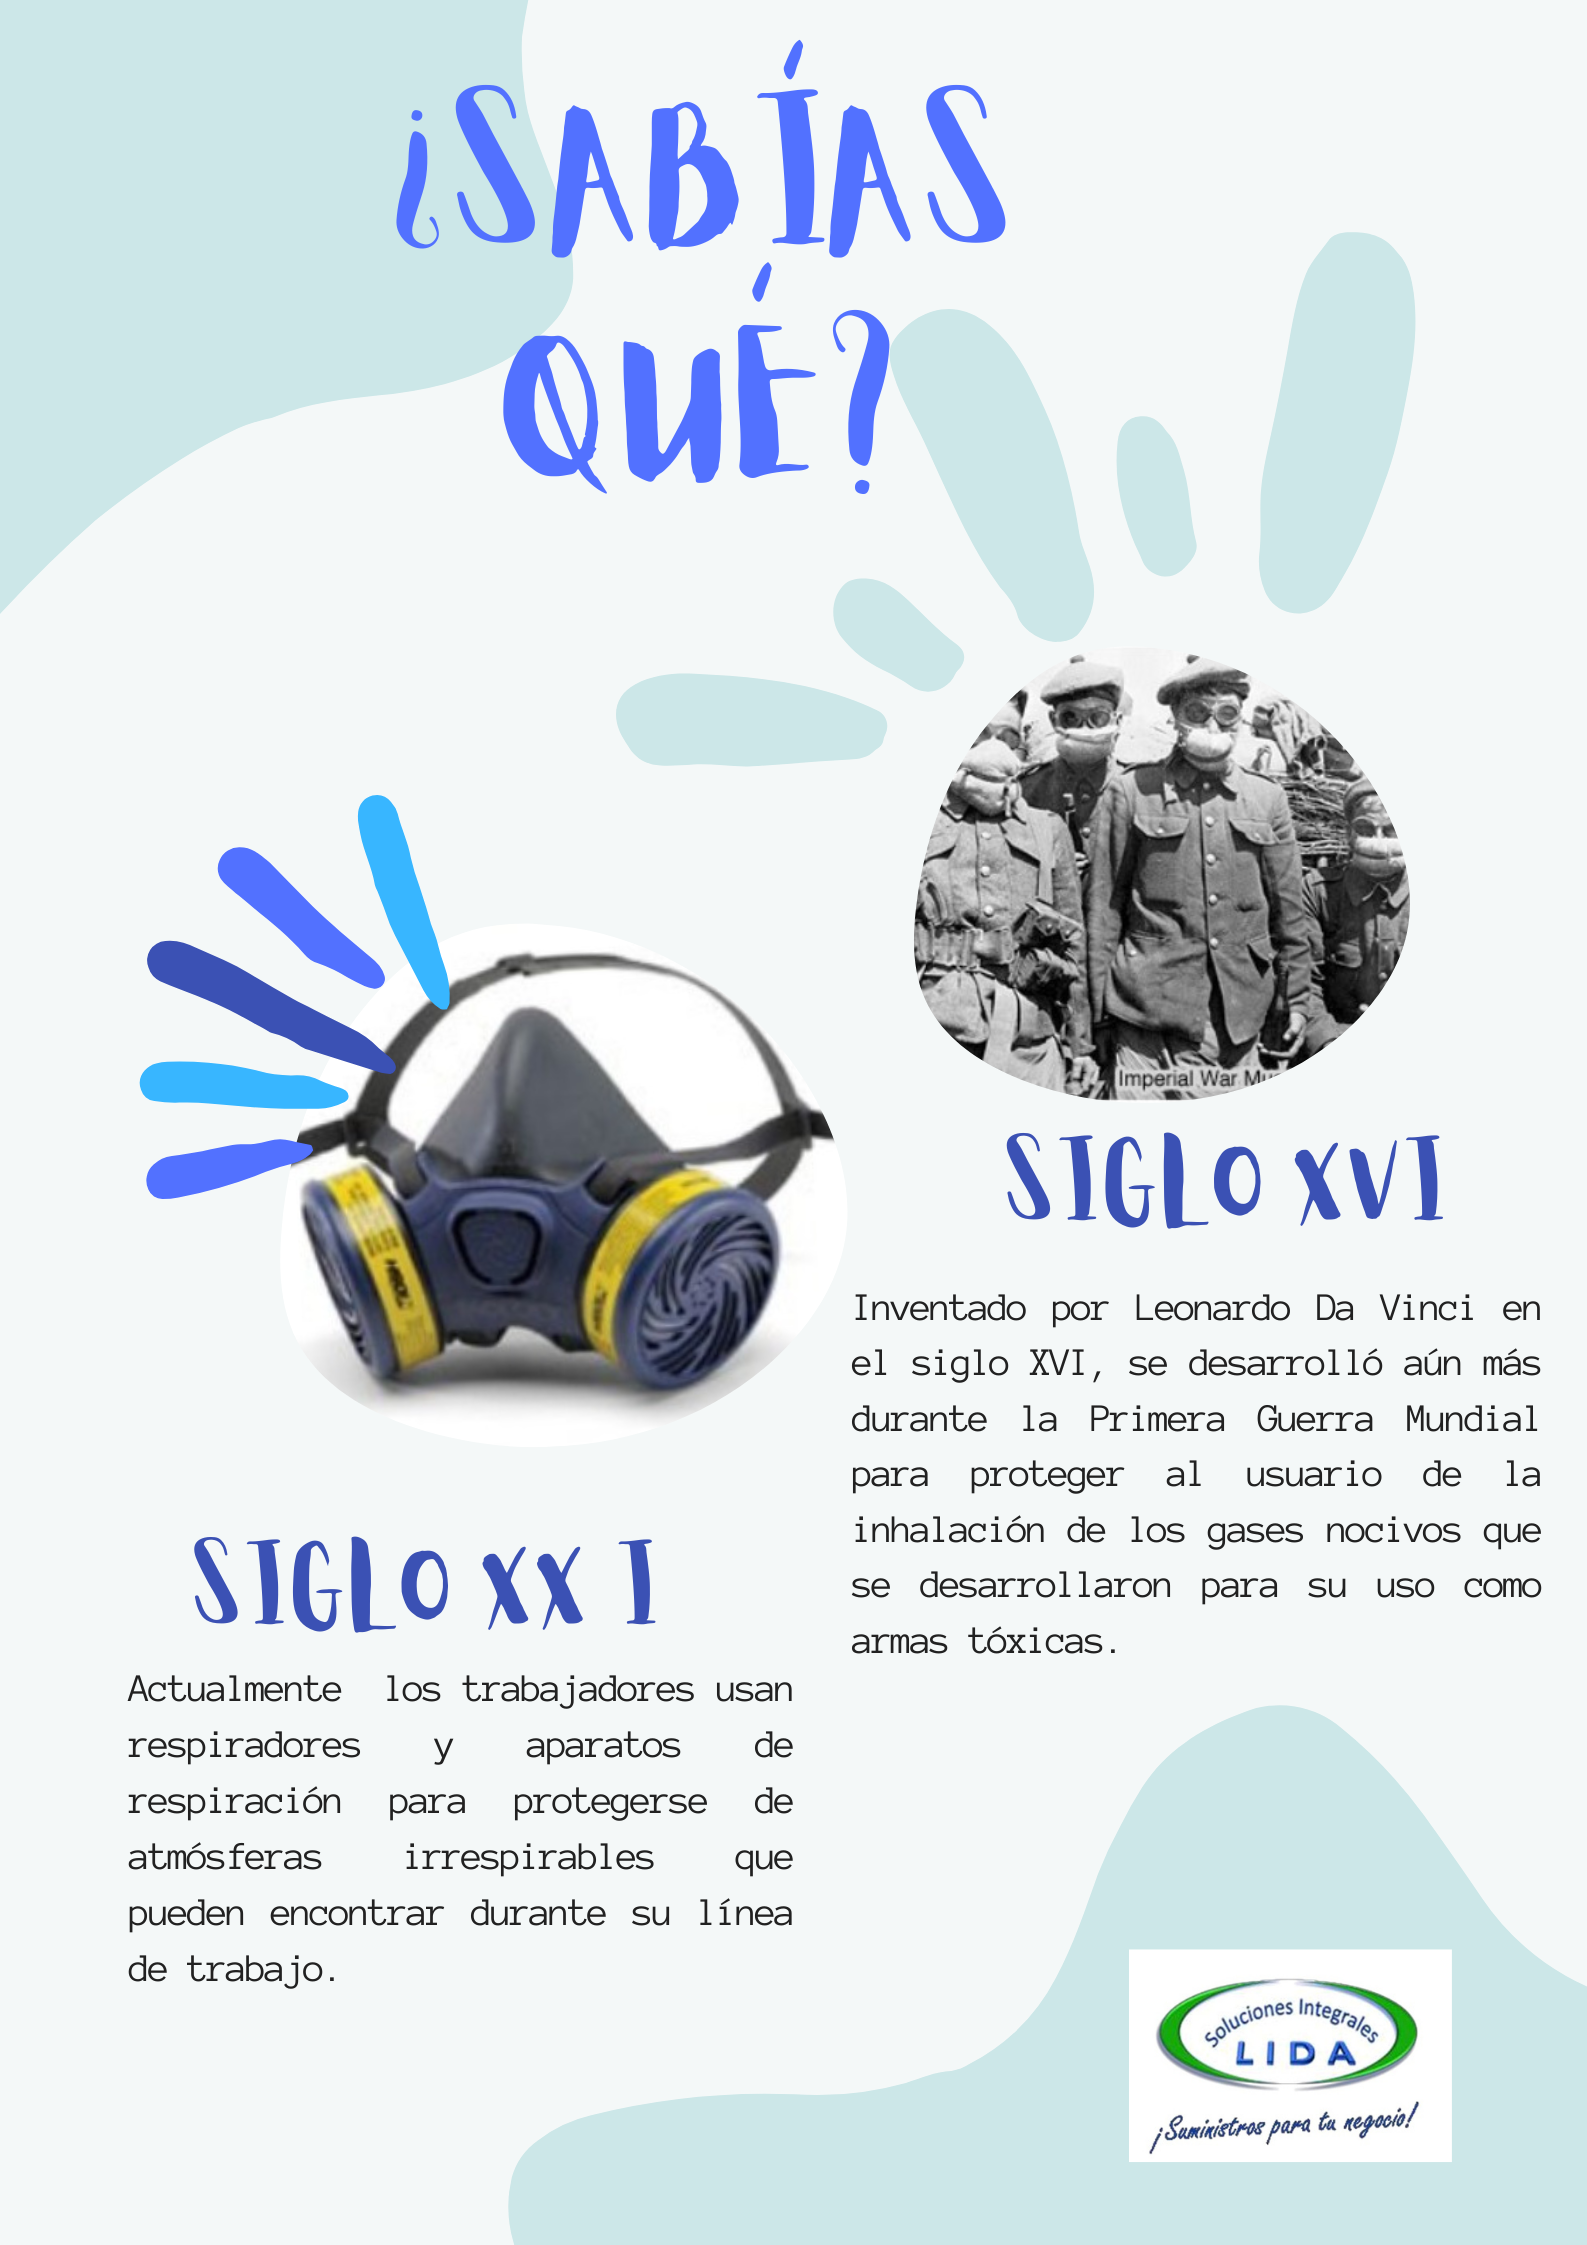 ¿SABÍAS
QUÉ?
Imperial War
SIGLO XVI
Inventado por Leonardo Da Vinci en
el siglo XVI, se desarrolló aún más
durante la Primera Guerra Mundial
para proteger al usuario de la
inhalación de los gases nocivos que
se desarrollaron para su uso como
armas tóxicas.
SIGLO XX I
Actualmente los trabajadores usan
respiradores y aparatos de
respiración para protegerse de
atmósferas irrespirables que
pueden encontrar durante su línea
de trabajo.
Soluciones Integrales
LIDA
¡Suministros para tu negocio!